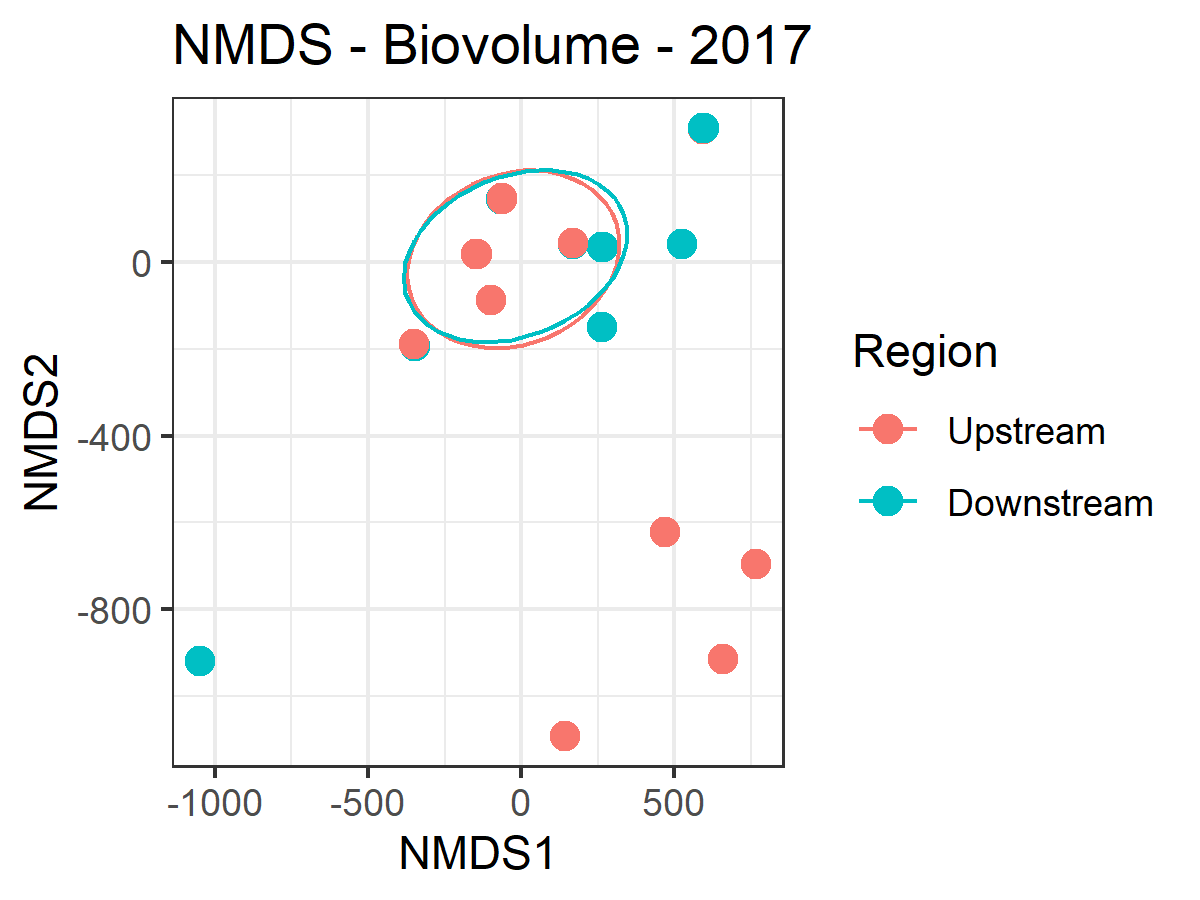 NMDS - Biovolume - 2017
0
-400
-800
NMDS2
-1000 -500 0 500
NMDS1
Region
Upstream
Downstream